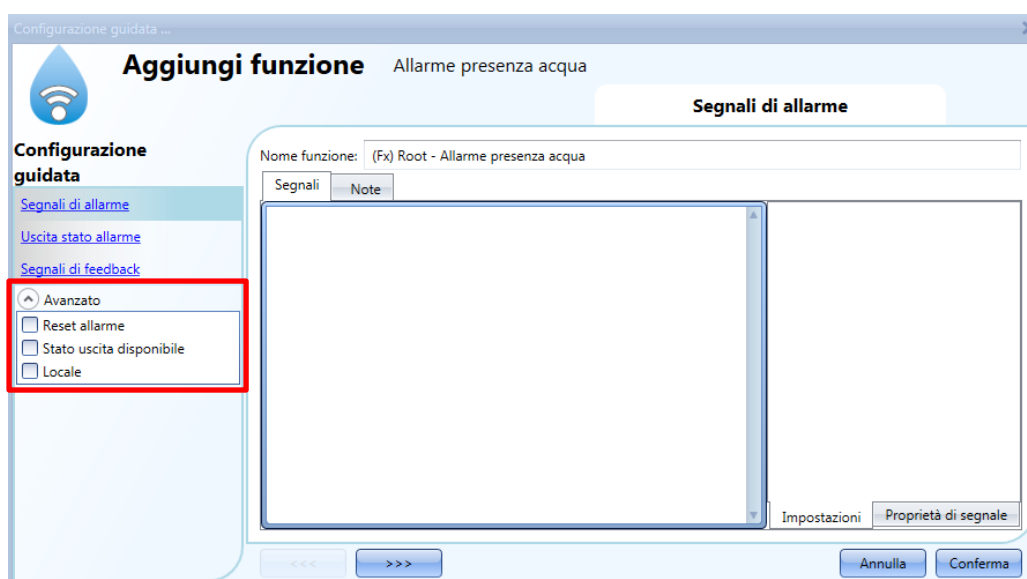 Configurazione guidata ...
Aggiungi funzione Allarme presenza acqua
Segnali di allarme
Configurazione
guidata
Segnali di allarme
Uscita stato allarme
Segnali di feedback
Avanzato
Reset allarme
Stato uscita disponibile
Locale
Nome funzione: (Fx) Root - Allarme presenza acqua
Segnali Note
Impostazioni Proprietà di segnale
<<< >>> Annulla Conferma